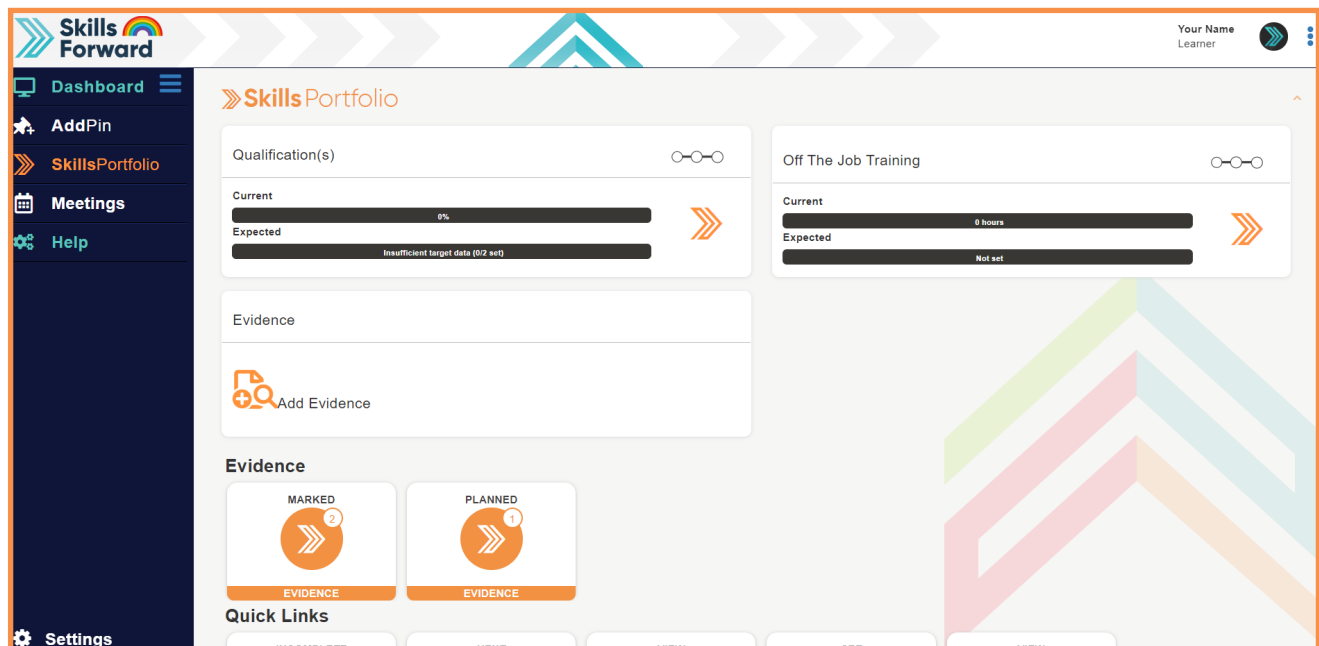 Skills
Forward
Your Name
Learner
Dashboard
AddPin
SkillsPortfolio
Meetings
Help
Settings
SkillsPortfolio
Qualification(s)
Current
0%
Expected
Insufficient target data (0/2 set)
Off The Job Training
Current
0 hours
Expected
Not set
Evidence
Add Evidence
Evidence
MARKED
2
EVIDENCE
PLANNED
1
EVIDENCE
Quick Links